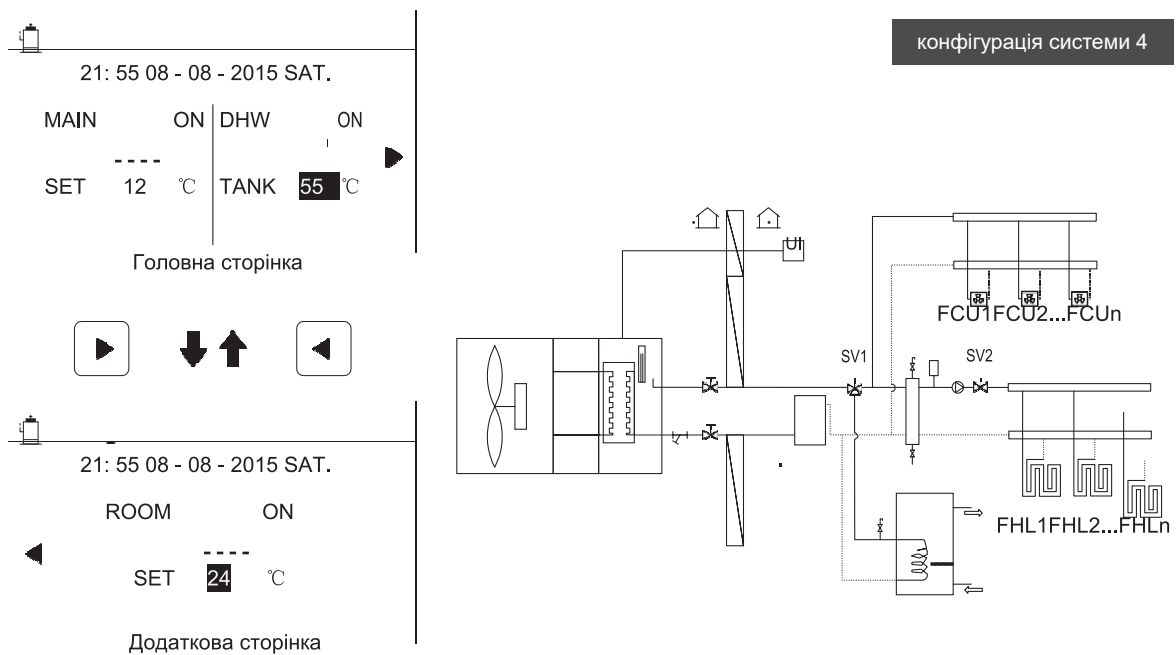 конфігурація системи 4
21: 55 08 - 08 - 2015 SAT.
MAIN ON DHW ON
----
SET 12 ℃ TANK 55 ℃
Головна сторінка
21: 55 08 - 08 - 2015 SAT.
ROOM ON
----
SET 24 ℃
Додаткова сторінка
UI
FCU1FCU2...FCUn
SV1
SV2
FHL1FHL2...FHLn